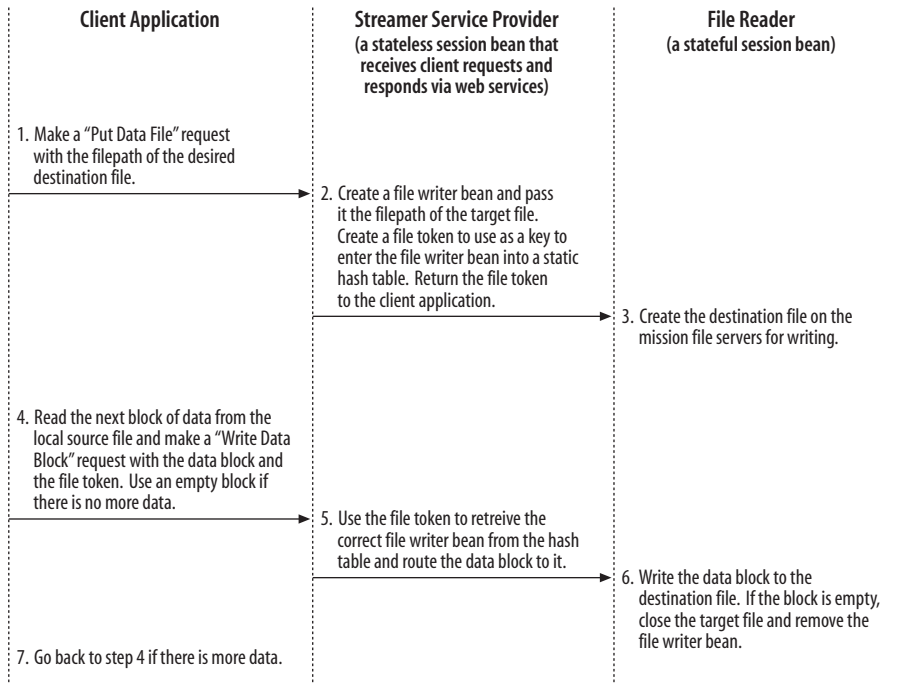 Client Application
Streamer Service Provider
(a stateless session bean that
receives client requests and
responds via web services)
File Reader
(a stateful session bean)
1. Make a “Put Data File” request
with the filepath of the desired
destination file.
2. Create a file writer bean and pass
it the filepath of the target file.
Create a file token to use as a key to
enter the file writer bean into a static
hash table. Return the file token
to the client application.
3. Create the destination file on the
mission file servers for writing.
4. Read the next block of data from the
local source file and make a “Write Data
Block” request with the data block and
the file token. Use an empty block if
there is no more data.
5. Use the file token to retreive the
correct file writer bean from the hash
table and route the data block to it.
6. Write the data block to the
destination file. If the block is empty,
close the target file and remove the
file writer bean.
7. Go back to step 4 if there is more data.